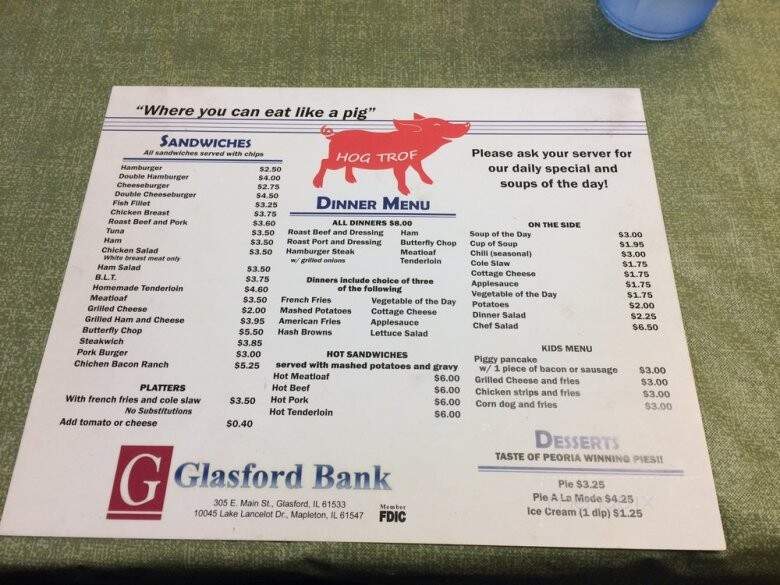 "Where you can eat like a pig"
HOG TROF
SANDWICHES
All sandwiches served with chips
Hamburger $2.50
Double Hamburger $4.00
Cheeseburger $2.75
Double Cheeseburger $4.50
Fish Fillet $3.25
Chicken Breast $3.75
Roast Beef and Pork $3.60
Tuna $3.50
Ham $3.50
Chicken Salad $3.50
White breast meat only
Ham Salad $3.50
B.L.T. $3.75
Homemade Tenderloin $4.60
Meatloaf $3.50
Grilled Cheese $2.00
Grilled Ham and Cheese $3.95
Butterfly Chop $5.50
Steakwich $3.85
Pork Burger $3.00
Chichen Bacon Ranch $5.25
PLATTERS
With french fries and cole slaw $3.50
No Substitutions
Add tomato or cheese $0.40
DINNER MENU
ALL DINNERS $8.00
Roast Beef and Dressing Ham
Roast Port and Dressing Butterfly Chop
Hamburger Steak Meatloaf
w/ grilled onions Tenderloin
Dinners include choice of three
of the following
French Fries Vegetable of the Day
Mashed Potatoes Cottage Cheese
American Fries Applesauce
Hash Browns Lettuce Salad
HOT SANDWICHES
served with mashed potatoes and gravy
Hot Meatloaf $6.00
Hot Beef $6.00
Hot Pork $6.00
Hot Tenderloin $6.00
Please ask your server for
our daily special and
soups of the day!
ON THE SIDE
Soup of the Day $3.00
Cup of Soup $1.95
Chili (seasonal) $3.00
Cole Slaw $1.75
Cottage Cheese $1.75
Applesauce $1.75
Vegetable of the Day $1.75
Potatoes $2.00
Dinner Salad $2.25
Chef Salad $6.50
KIDS MENU
Piggy pancake
w/ 1 piece of bacon or sausage $3.00
Grilled Cheese and fries $3.00
Chicken strips and fries $3.00
Corn dog and fries $3.00
DESSERTS
TASTE OF PEORIA WINNING PIES!!
Pie $3.25
Pie A La Mode $4.25
Ice Cream (1 dip) $1.25
G Glasford Bank
305 E. Main St., Glasford, IL 61533
10045 Lake Lancelot Dr., Mapleton, IL 61547
Member
FDIC